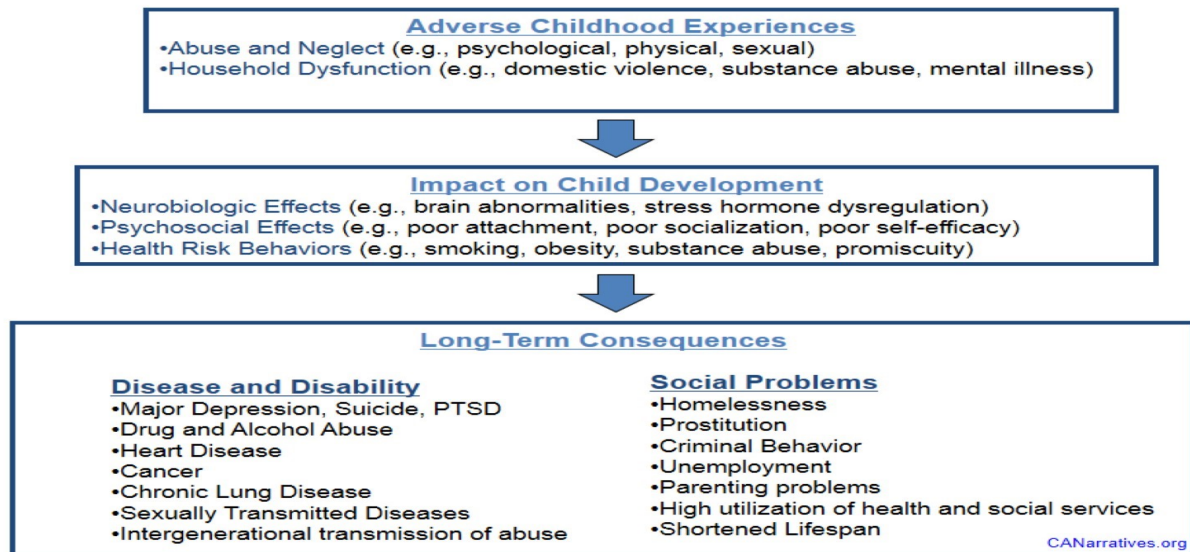 Adverse Childhood Experiences
•Abuse and Neglect (e.g., psychological, physical, sexual)
•Household Dysfunction (e.g., domestic violence, substance abuse, mental illness)
Impact on Child Development
•Neurobiologic Effects (e.g., brain abnormalities, stress hormone dysregulation)
•Psychosocial Effects (e.g., poor attachment, poor socialization, poor self-efficacy)
•Health Risk Behaviors (e.g., smoking, obesity, substance abuse, promiscuity)
Long-Term Consequences
Disease and Disability
•Major Depression, Suicide, PTSD
•Drug and Alcohol Abuse
•Heart Disease
•Cancer
•Chronic Lung Disease
•Sexually Transmitted Diseases
•Intergenerational transmission of abuse
Social Problems
•Homelessness
•Prostitution
•Criminal Behavior
•Unemployment
•Parenting problems
•High utilization of health and social services
•Shortened Lifespan
CANarratives.org